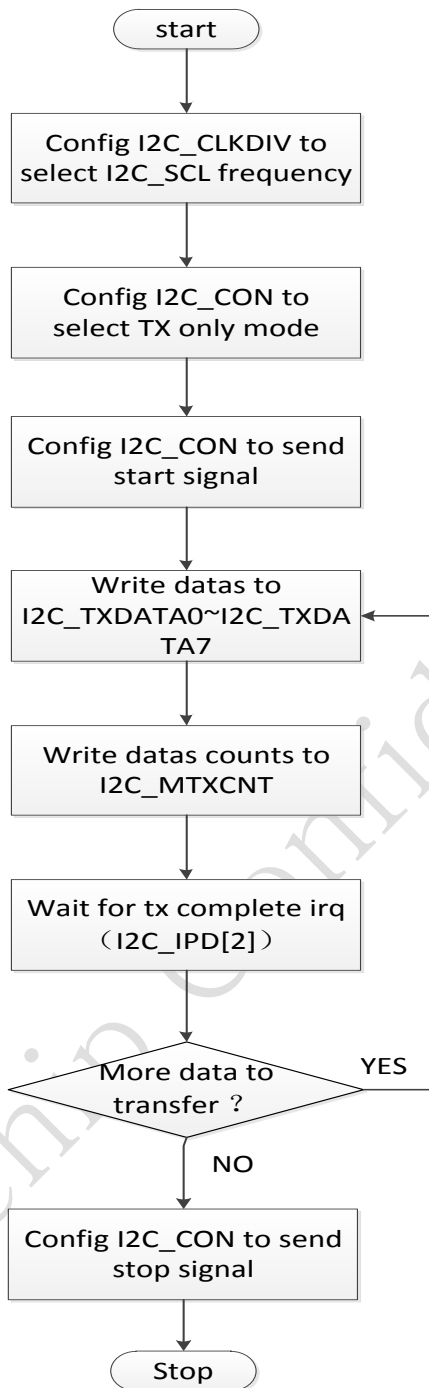 start
Config I2C_CLKDIV to
select I2C_SCL frequency
Config I2C_CON to
select TX only mode
Config I2C_CON to send
start signal
Write datas to
I2C_TXDATA0~I2C_TXDA
TA7
Write datas counts to
I2C_MTXCNT
Wait for tx complete irq
（I2C_IPD[2]）
More data to
transfer ？
YES
NO
Config I2C_CON to send
stop signal
Stop